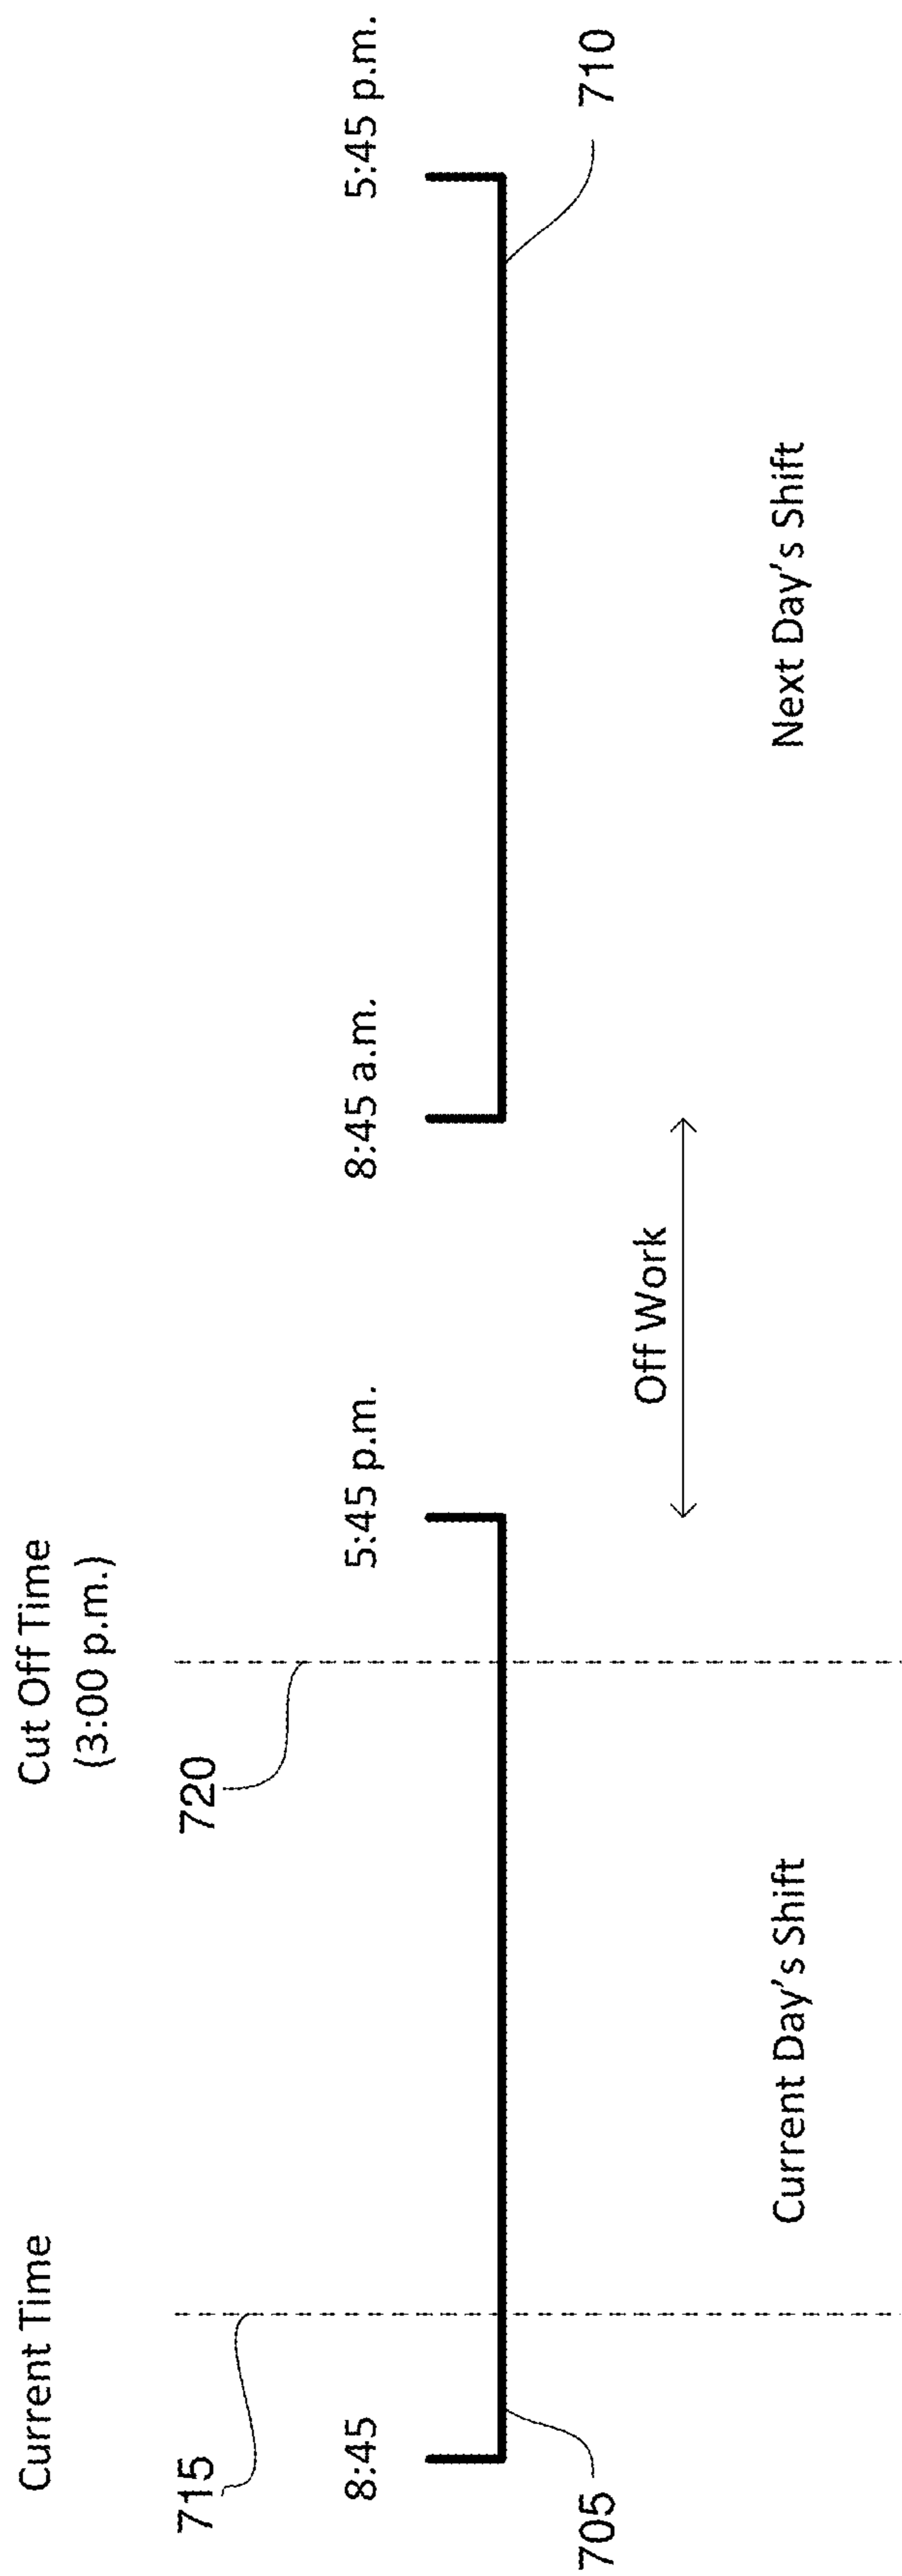 Current Time
Cut Off Time
(3:00 p.m.)
715
720
8:45
5:45 p.m.
8:45 a.m.
5:45 p.m.
705
710
Off Work
Current Day's Shift
Next Day's Shift